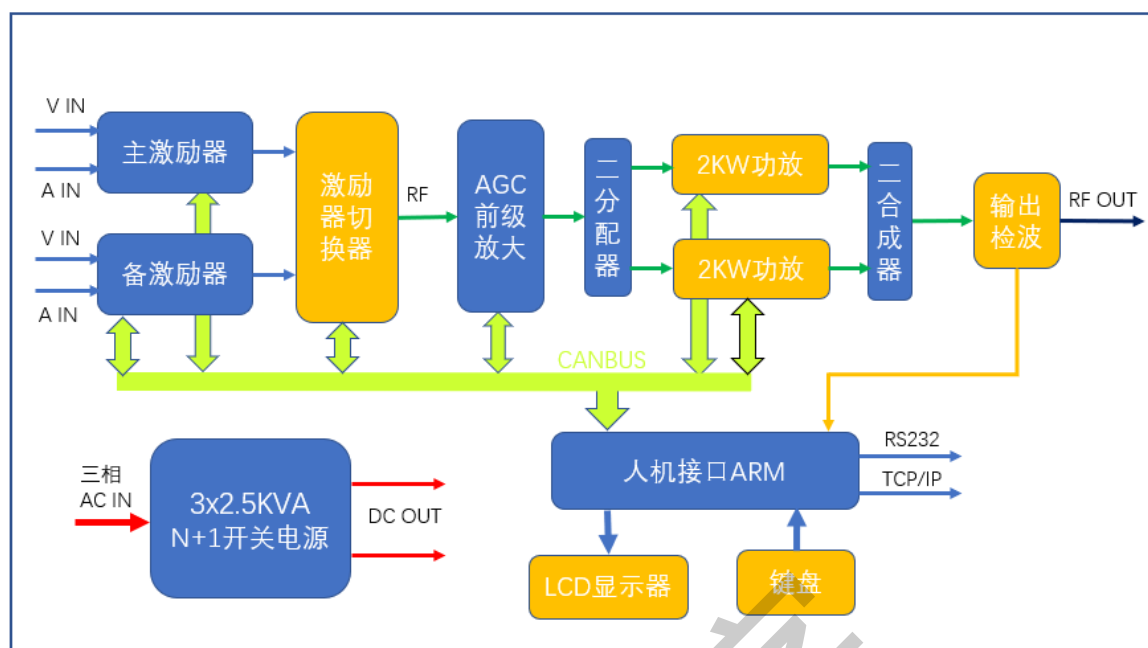 V IN
主激励器
A IN
V IN
备激励器
A IN
激励
器切
换器
RF
AGC
前级
放大
二
分
配
器
2KW功放
2KW功放
二
合
成
器
输出
检波
RF OUT
CANBUS
人机接口ARM
RS232
TCP/IP
三相
AC IN
3x2.5KVA
N+1开关电源
DC OUT
LCD显示器
键盘